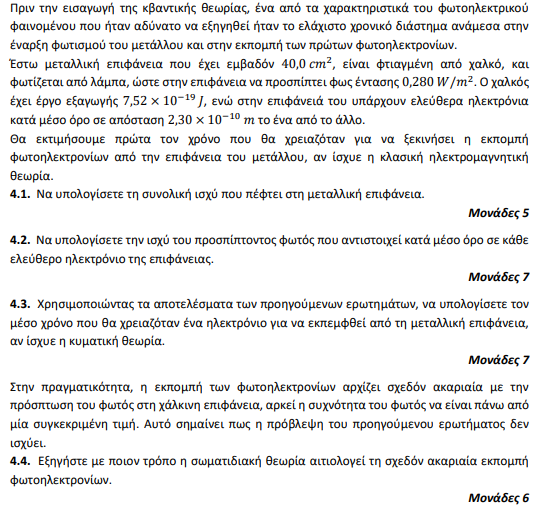 Πριν την εισαγωγή της κβαντικής θεωρίας, ένα από τα χαρακτηριστικά του φωτοηλεκτρικού
φαινομένου που ήταν αδύνατο να εξηγηθεί ήταν το ελάχιστο χρονικό διάστημα ανάμεσα στην
έναρξη φωτισμού του μετάλλου και στην εκπομπή των πρώτων φωτοηλεκτρονίων.
Έστω μεταλλική επιφάνεια που έχει εμβαδόν 40,0 cm², είναι φτιαγμένη από χαλκό, και
φωτίζεται από λάμπα, ώστε στην επιφάνεια να προσπίπτει φως έντασης 0,280 W/m². Ο χαλκός
έχει έργο εξαγωγής 7,52 × 10⁻¹⁹ J, ενώ στην επιφάνειά του υπάρχουν ελεύθερα ηλεκτρόνια
κατά μέσο όρο σε απόσταση 2,30 × 10⁻¹⁰ m το ένα από το άλλο.
Θα εκτιμήσουμε πρώτα τον χρόνο που θα χρειαζόταν για να ξεκινήσει η εκπομπή
φωτοηλεκτρονίων από την επιφάνεια του μετάλλου, αν ίσχυε η κλασική ηλεκτρομαγνητική
θεωρία.
4.1. Να υπολογίσετε τη συνολική ισχύ που πέφτει στη μεταλλική επιφάνεια.
Μονάδες 5
4.2. Να υπολογίσετε την ισχύ του προσπίπτοντος φωτός που αντιστοιχεί κατά μέσο όρο σε κάθε
ελεύθερο ηλεκτρόνιο της επιφάνειας.
Μονάδες 7
4.3. Χρησιμοποιώντας τα αποτελέσματα των προηγούμενων ερωτημάτων, να υπολογίσετε τον
μέσο χρόνο που θα χρειαζόταν ένα ηλεκτρόνιο για να εκπεμφθεί από τη μεταλλική επιφάνεια,
αν ίσχυε η κυματική θεωρία.
Μονάδες 7
Στην πραγματικότητα, η εκπομπή των φωτοηλεκτρονίων αρχίζει σχεδόν ακαριαία με την
πρόσπτωση του φωτός στη χάλκινη επιφάνεια, αρκεί η συχνότητα του φωτός να είναι πάνω από
μία συγκεκριμένη τιμή. Αυτό σημαίνει πως η πρόβλεψη του προηγούμενου ερωτήματος δεν
ισχύει.
4.4. Εξηγήστε με ποιον τρόπο η σωματιδιακή θεωρία αιτιολογεί τη σχεδόν ακαριαία εκπομπή
φωτοηλεκτρονίων.
Μονάδες 6